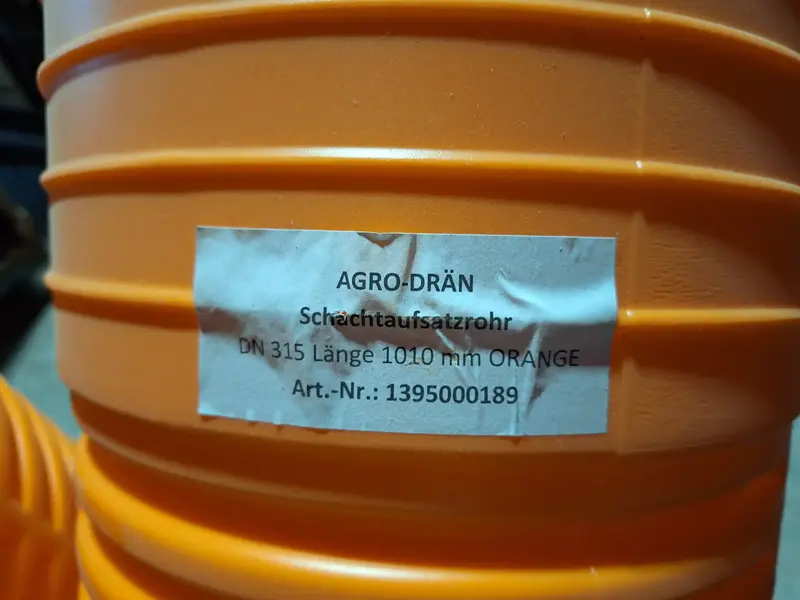 AGRO-DRÄN
Schachtaufsatzrohr
DN 315 Länge 1010 mm ORANGE
Art.-Nr.: 1395000189